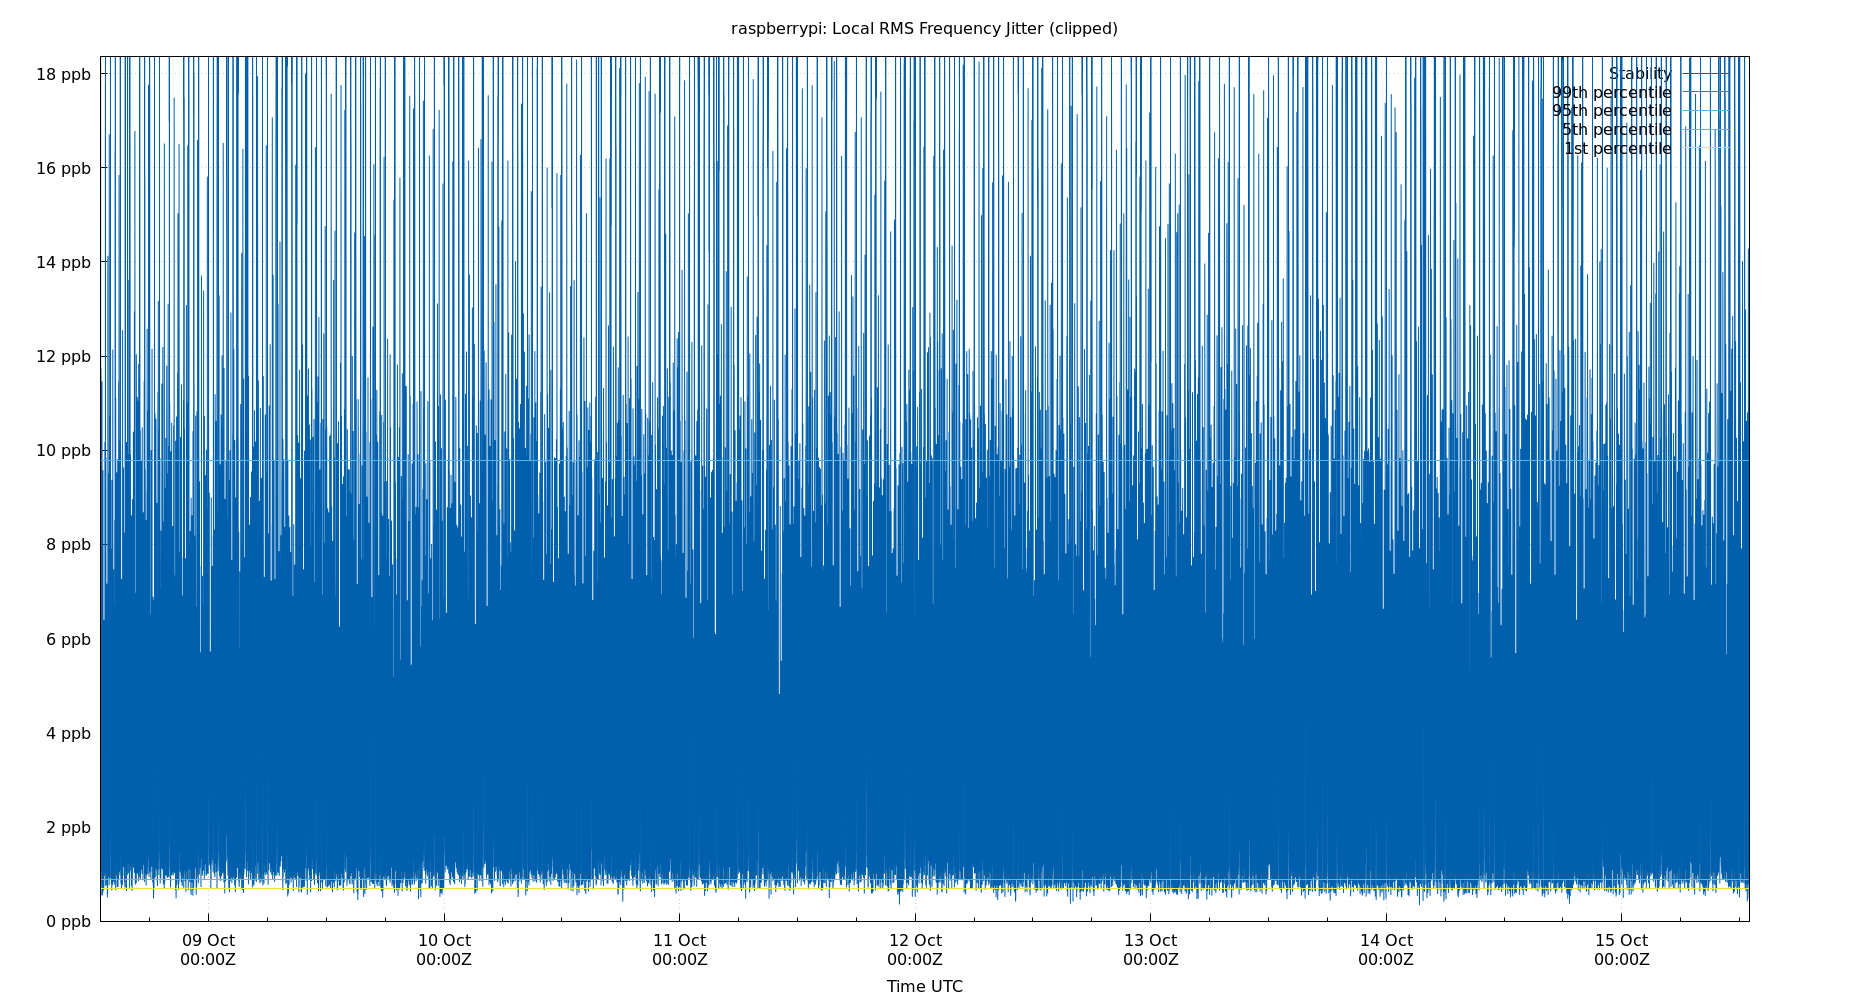 raspberrypi: Local RMS Frequency Jitter (clipped)
18 ppb
16 ppb
14 ppb
12 ppb
10 ppb
8 ppb
6 ppb
4 ppb
2 ppb
0 ppb
Stability
99th percentile
95th percentile
5th percentile
1st percentile
09 Oct 10 Oct 11 Oct 12 Oct 13 Oct 14 Oct 15 Oct
00:00Z 00:00Z 00:00Z 00:00Z 00:00Z 00:00Z 00:00Z
Time UTC